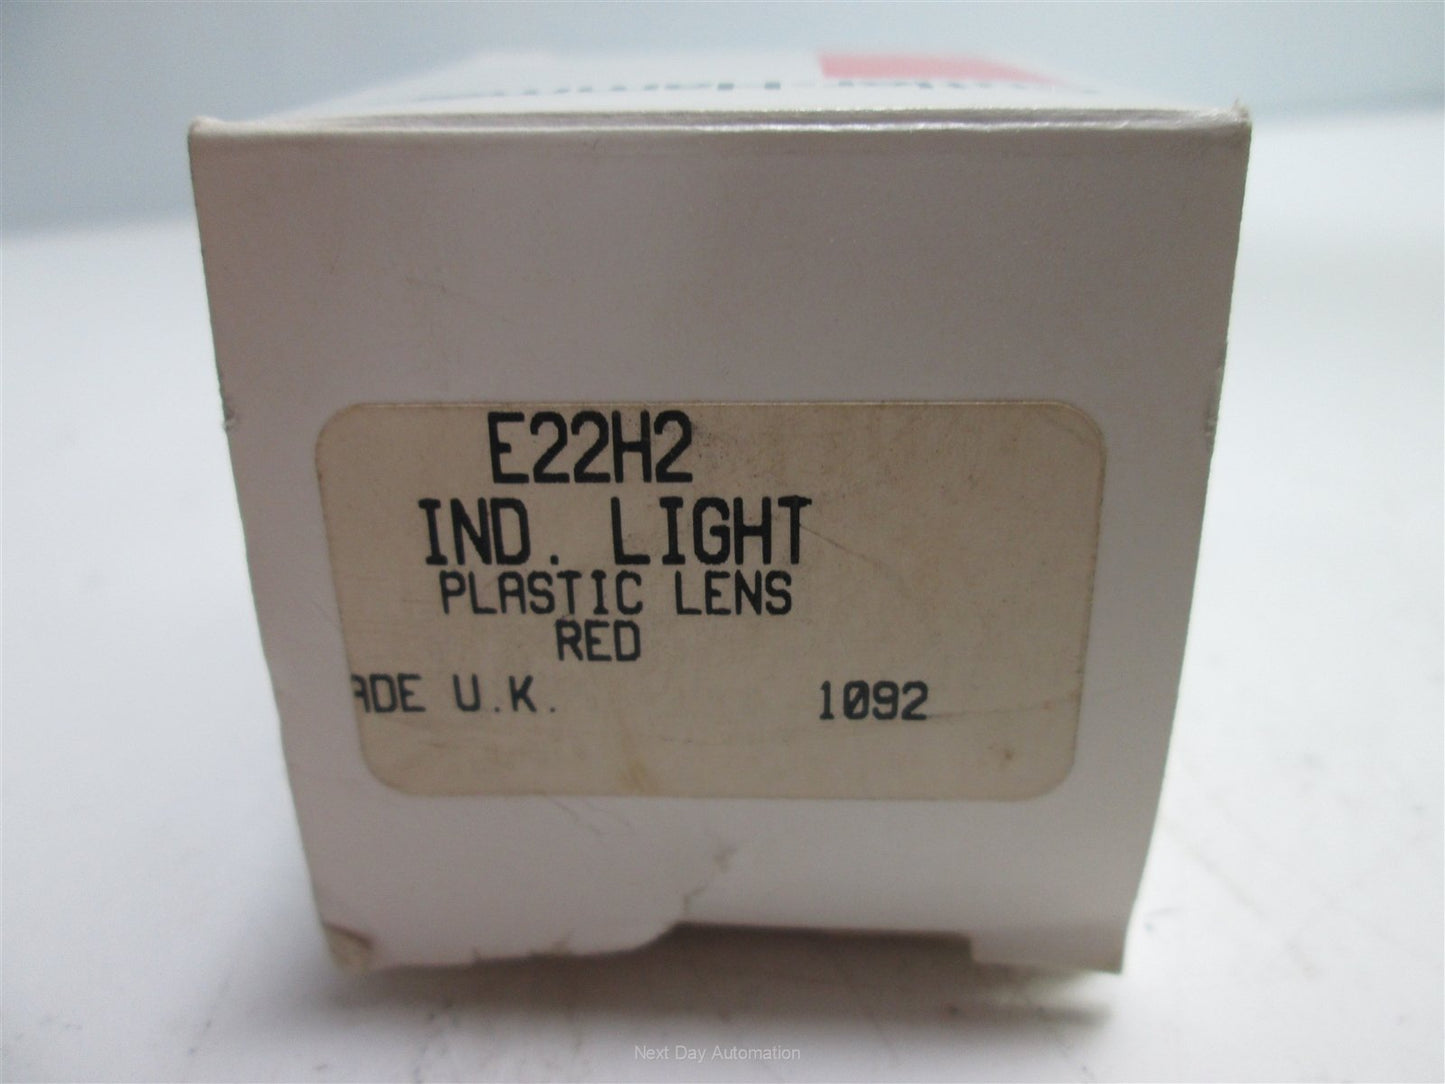 E22H2
IND. LIGHT
PLASTIC LENS
RED
ADE U.K. 1092
Next Day Automation